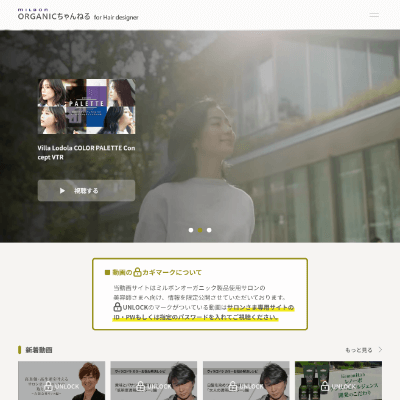 milbon
ORGANICちゃんねる for Hair designer
PALETTE
Villa Lodola COLOR PALETTE Con
cept VTR
視聴する
動画のカギマークについて
当動画サイトはミルボンオーガニック製品使用サロンの
美容師さまへ向け、情報を限定公開させていただいております。
UNLOCKのマークがついている動画はサロンさま専用サイトの
ID・PWもしくは指定のパスワードを入れてご視聴ください。
新着動画
もっと見る
UNLOCK
UNLOCK
UNLOCK
UNLOCK